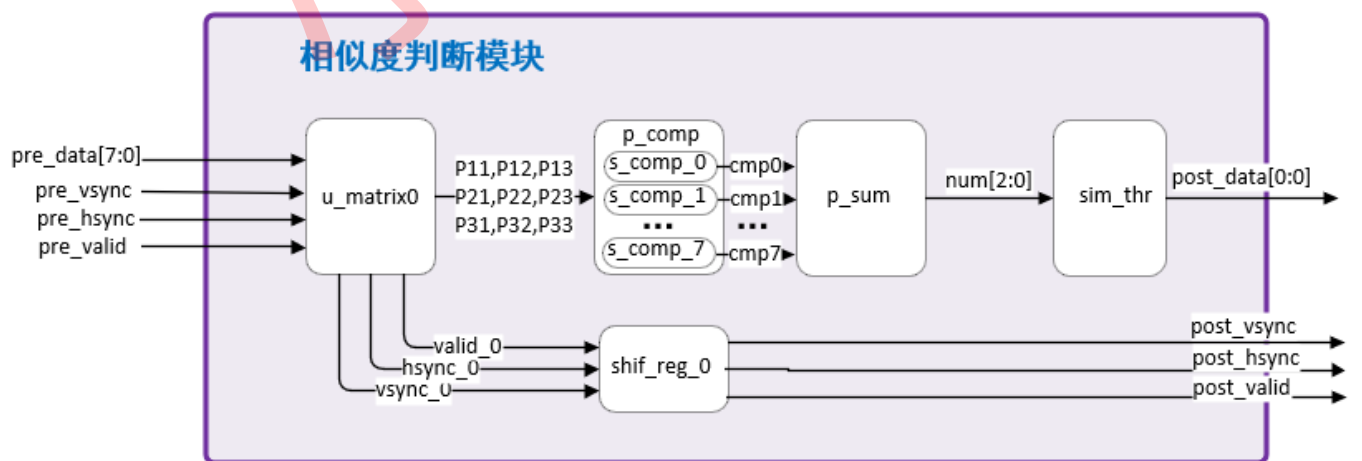 相似度判断模块
pre_data[7:0]
pre_vsync
pre_hsync
pre_valid
u_matrix0
P11,P12,P13
P21,P22,P23
P31,P32,P33
p_comp
s_comp_0
s_comp_1
...
s_comp_7
cmp0
cmp1
...
cmp7
p_sum
num[2:0]
sim_thr
post_data[0:0]
valid_0
hsync_0
vsync_0
shif_reg_0
post_vsync
post_hsync
post_valid